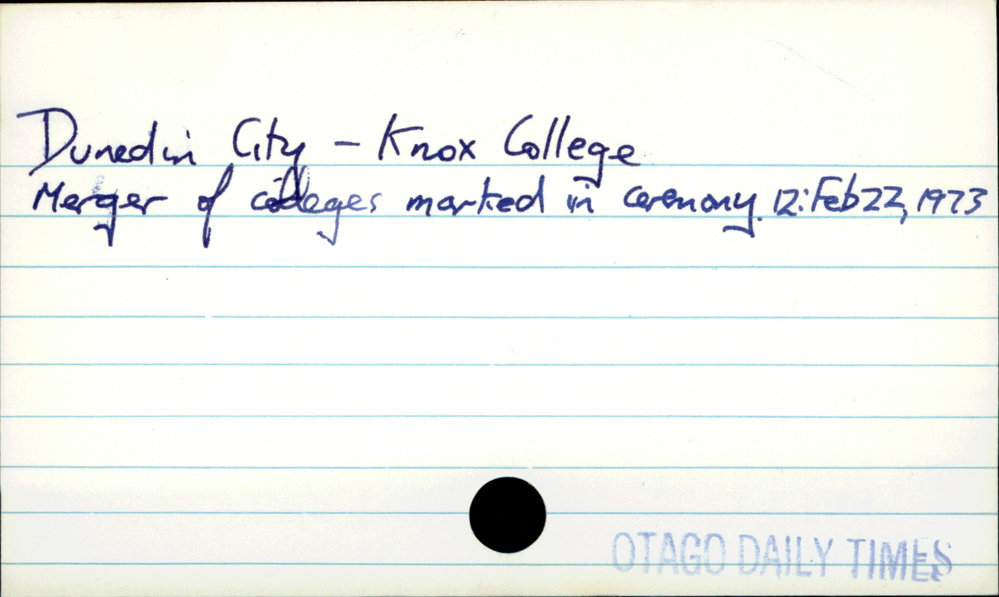 Dunedin City - Knox College
Merger of colleges marked in ceremony. 12: Feb 22, 1973
OTAGO DAILY TIMES